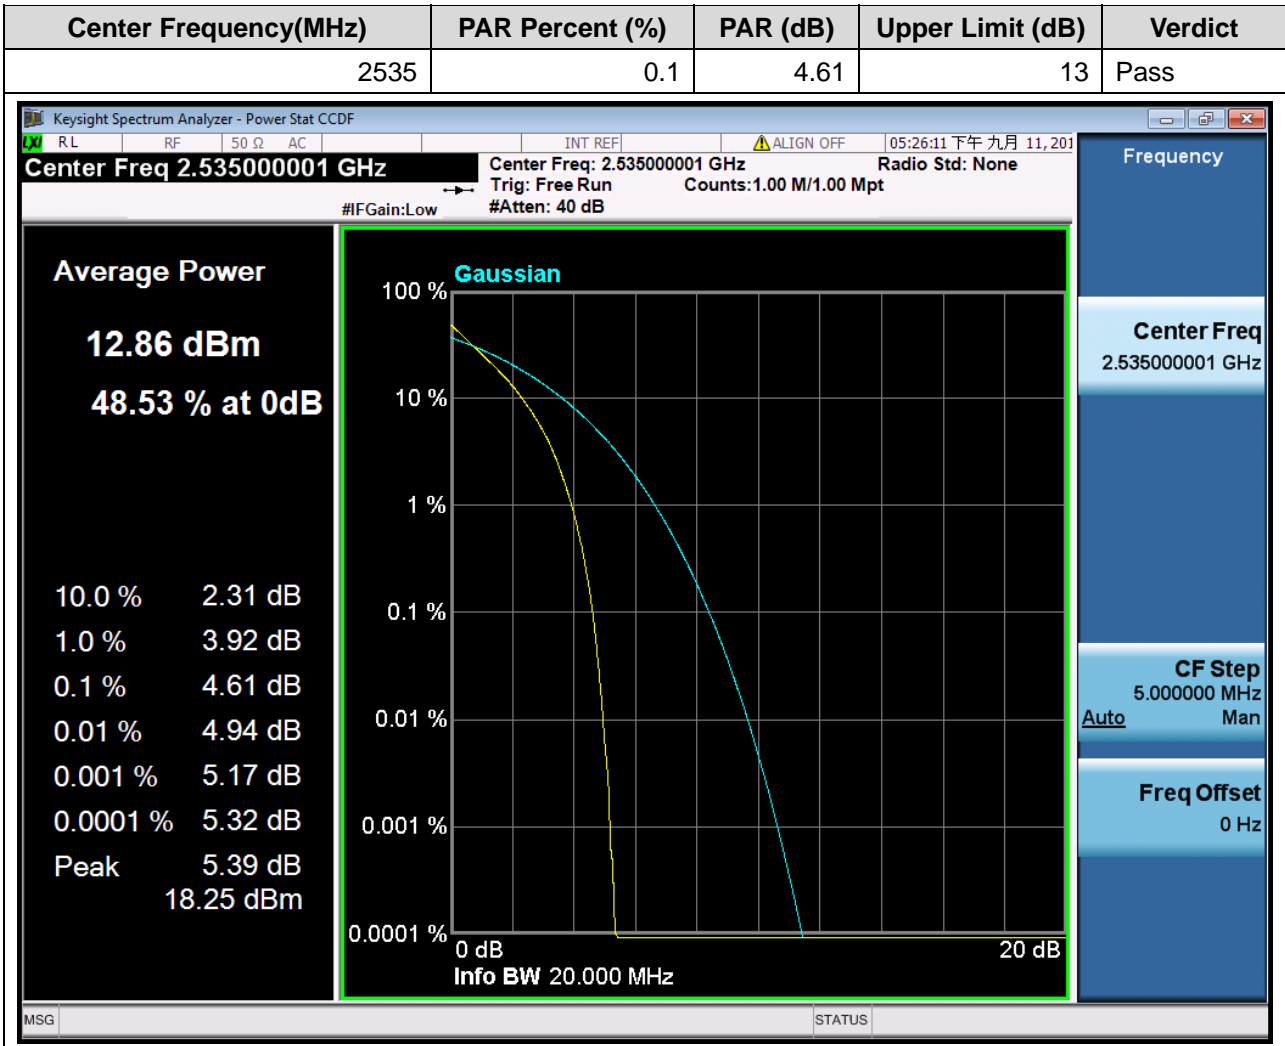 Center Frequency(MHz) PAR Percent (%) PAR (dB) Upper Limit (dB) Verdict
2535 0.1 4.61 13 Pass
Keysight Spectrum Analyzer - Power Stat CCDF
LXI RL RF 50 Ω AC INT REF ALIGN OFF 05:26:11 下午 九月 11, 201
Center Freq 2.535000001 GHz
Center Freq: 2.535000001 GHz Radio Std: None
Trig: Free Run Counts:1.00 M/1.00 Mpt
#IFGain:Low #Atten: 40 dB
Average Power
12.86 dBm
48.53 % at 0dB
10.0 % 2.31 dB
1.0 % 3.92 dB
0.1 % 4.61 dB
0.01 % 4.94 dB
0.001 % 5.17 dB
0.0001 % 5.32 dB
Peak 5.39 dB
18.25 dBm
Gaussian
100 %
10 %
1 %
0.1 %
0.01 %
0.001 %
0.0001 %
0 dB 20 dB
Info BW 20.000 MHz
Frequency
Center Freq
2.535000001 GHz
CF Step
5.000000 MHz
Auto Man
Freq Offset
0 Hz
MSG STATUS